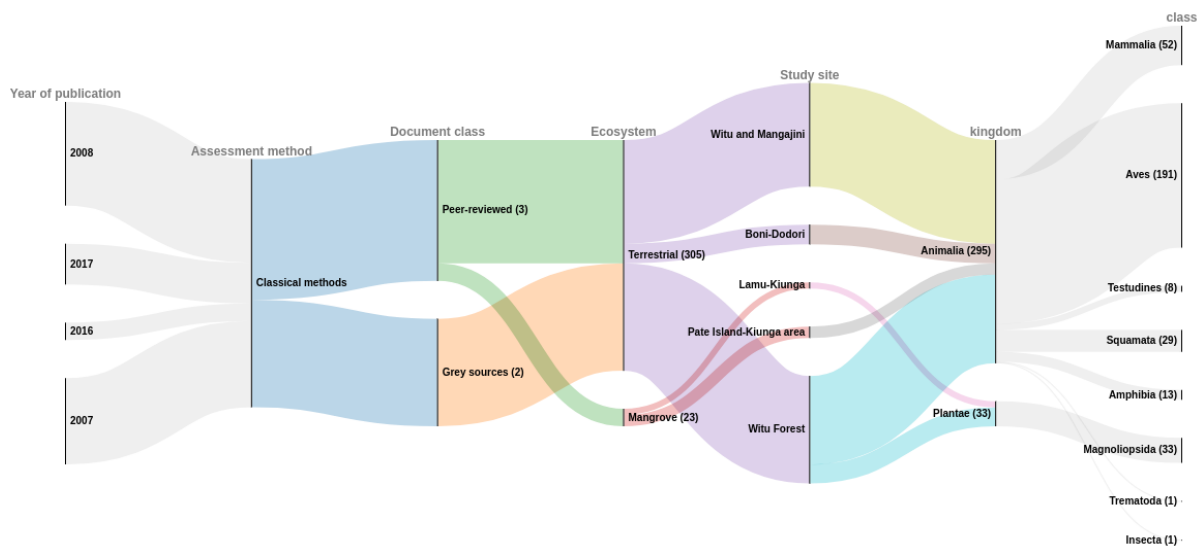 Year of publication
2008
2017
2016
2007
Assessment method
Classical methods
Document class
Peer-reviewed (3)
Grey sources (2)
Ecosystem
Terrestrial (305)
Mangrove (23)
Study site
Witu and Mangajini
Boni-Dodori
Lamu-Kiunga
Pate Island-Kiunga area
Witu Forest
kingdom
Animalia (295)
Plantae (33)
class
Mammalia (52)
Aves (191)
Testudines (8)
Squamata (29)
Amphibia (13)
Magnoliopsida (33)
Trematoda (1)
Insecta (1)